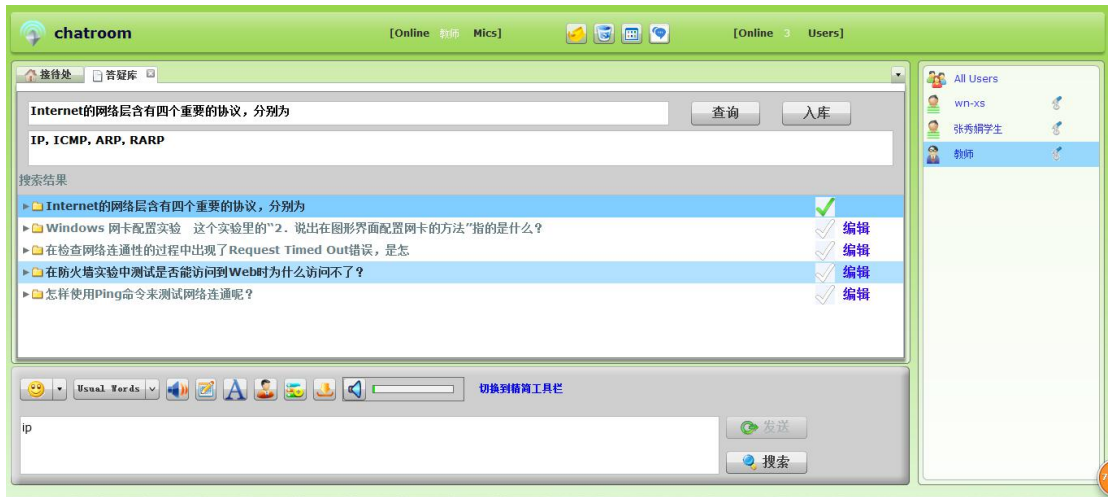 chatroom
[Online 教师 Mics]
[Online 3 Users]
接待处
答疑库
Internet的网络层含有四个重要的协议，分别为
查询
入库
IP, ICMP, ARP, RARP
搜索结果
Internet的网络层含有四个重要的协议，分别为
Windows 网卡配置实验 这个实验里的“2. 说出在图形界面配置网卡的方法”指的是什么？
编辑
在检查网络连通性的过程中出现了Request Timed Out错误，是怎
编辑
在防火墙实验中测试是否能访问到Web时为什么访问不了？
编辑
怎样使用Ping命令来测试网络连通呢？
编辑
Usual Words
切换到精简工具栏
ip
发送
搜索
All Users
wn-xs
张秀娟学生
教师